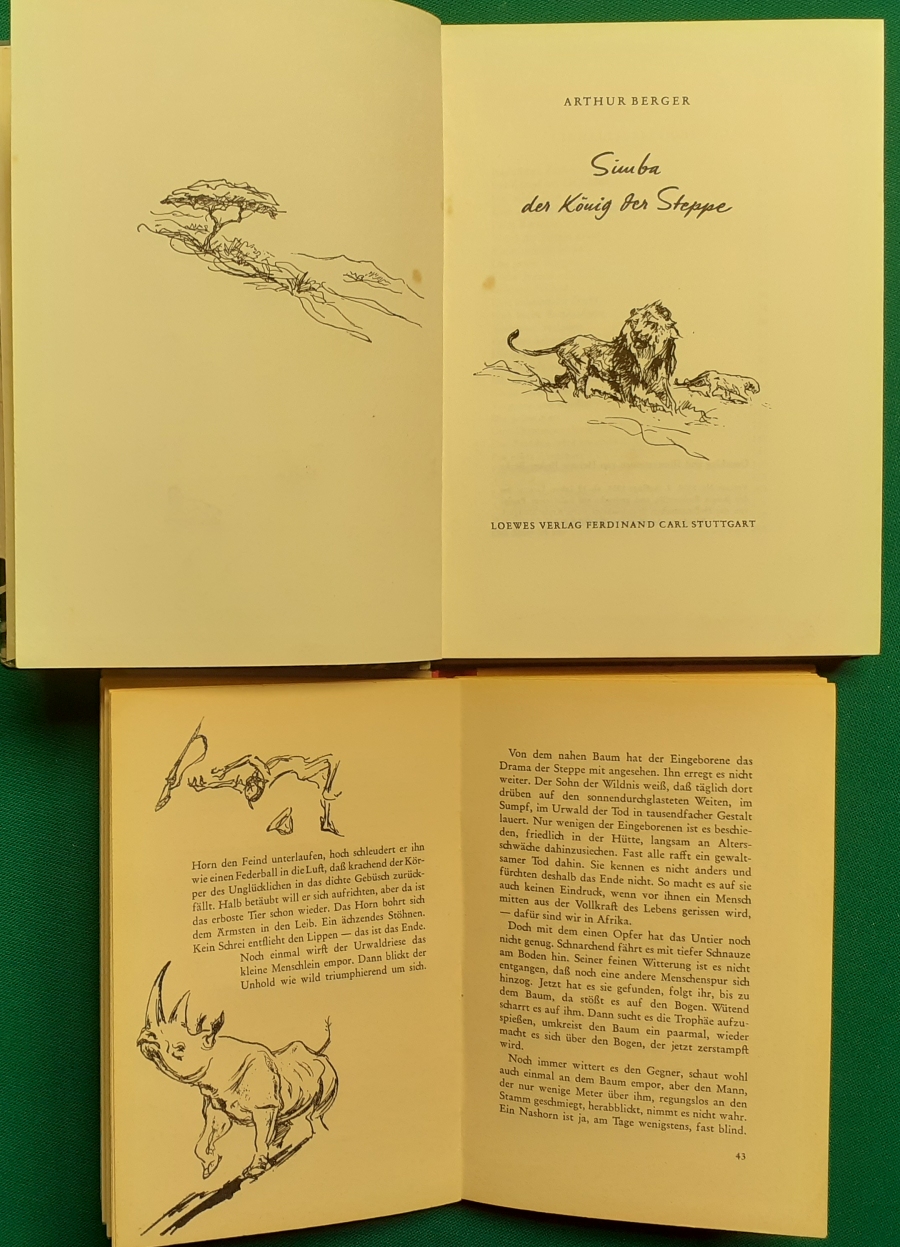 ARTHUR BERGER
Simba
der König der Steppe
LOEWES VERLAG FERDINAND CARL STUTTGART
Horn den Feind unterlaufen, hoch schleudert er ihn
wie einen Federball in die Luft, daß krachend der Kör-
per des Unglücklichen in das dichte Gebüsch zurück-
fällt. Halb betäubt will er sich aufrichten, aber da ist
das erboste Tier schon wieder. Das Horn bohrt sich
dem Ärmsten in den Leib. Ein ächzendes Stöhnen.
Kein Schrei entflieht den Lippen — das ist das Ende.
Noch einmal wirft der Urwaldriese das
kleine Menschlein empor. Dann blickt der
Unhold wie wild triumphierend um sich.
Von dem nahen Baum hat der Eingeborene das
Drama der Steppe mit angesehen. Ihn erregt es nicht
weiter. Der Sohn der Wildnis weiß, daß täglich dort
drüben auf den sonnendurchglasteten Weiten, im
Sumpf, im Urwald der Tod in tausendfacher Gestalt
lauert. Nur wenigen der Eingeborenen ist es beschie-
den, friedlich in der Hütte, langsam an Alters-
schwäche dahinzusiechen. Fast alle rafft ein gewalt-
samer Tod dahin. Sie kennen es nicht anders und
fürchten deshalb das Ende nicht. So macht es auf sie
auch keinen Eindruck, wenn vor ihnen ein Mensch
mitten aus der Vollkraft des Lebens gerissen wird,
— dafür sind wir in Afrika.
Doch mit dem einen Opfer hat das Untier noch
nicht genug. Schnarchend fährt es mit tiefer Schnauze
am Boden hin. Seiner feinen Witterung ist es nicht
entgangen, daß noch eine andere Menschenspur sich
hinzog. Jetzt hat es sie gefunden, folgt ihr, bis zu
dem Baum, da stößt es auf den Bogen. Wütend
scharrt es auf ihm. Dann sucht es die Trophäe aufzu-
spießen, umkreist den Baum ein paarmal, wieder
macht es sich über den Bogen, der jetzt zerstampft
wird.
Noch immer wittert es den Gegner, schaut wohl
auch einmal an dem Baum empor, aber den Mann,
der nur wenige Meter über ihm, regungslos an den
Stamm geschmiegt, herabblickt, nimmt es nicht wahr.
Ein Nashorn ist ja, am Tage wenigstens, fast blind.
43